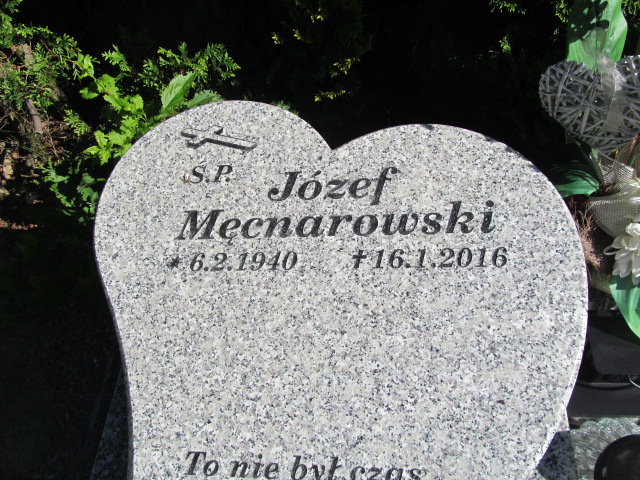 Ś.P. Józef
Męcnarowski
* 6.2.1940 ✝16.1.2016
To nie był czas